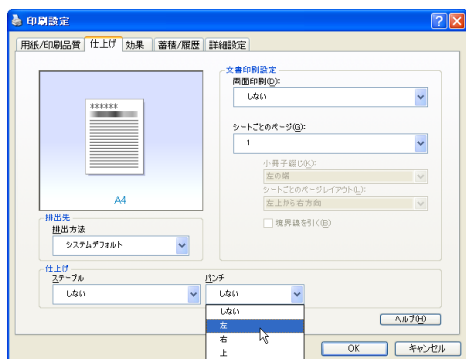 印刷設定
用紙/印刷品質 仕上げ 効果 蓄積/履歴 詳細設定
******
A4
文書印刷設定
両面印刷(D):
しない
シートごとのページ(G):
1
小冊子綴じ(K):
左の端
シートごとのページレイアウト(L):
左上から右方向
境界線を引く(B)
排出先
排出方法
システムデフォルト
仕上げ
ステープル
しない
パンチ
しない
しない
左
右
上
ヘルプ(H)
OK キャンセル